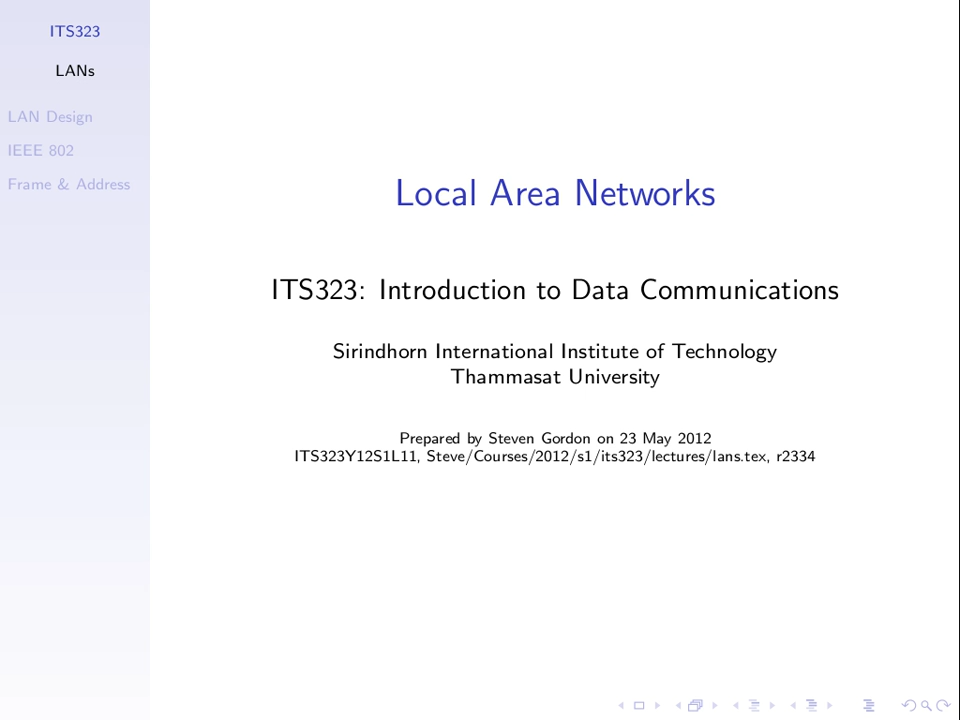 ITS323
LANs
LAN Design
IEEE 802
Frame & Address
Local Area Networks
ITS323: Introduction to Data Communications
Sirindhorn International Institute of Technology
Thammasat University
Prepared by Steven Gordon on 23 May 2012
ITS323Y12S1L11, Steve/Courses/2012/s1/its323/lectures/lans.tex, r2334